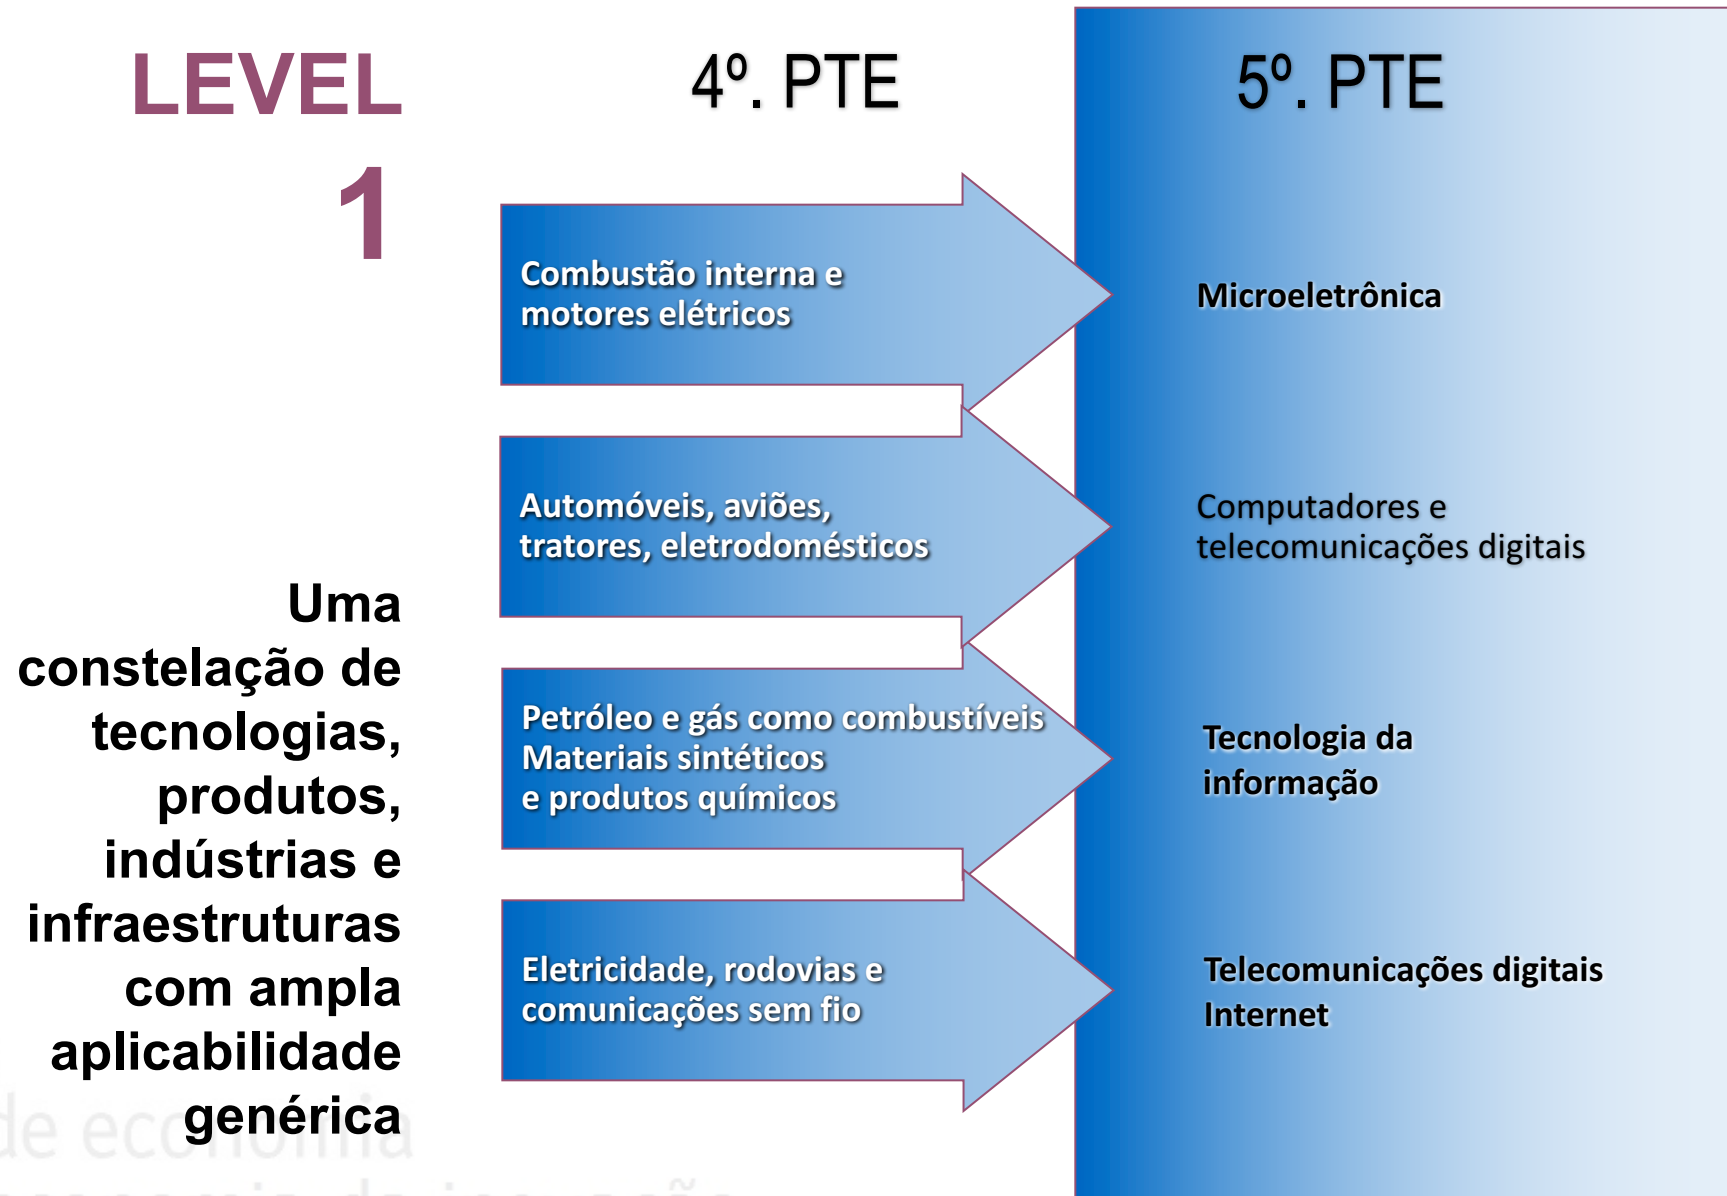 LEVEL
1
Uma
constelação de
tecnologias,
produtos,
indústrias e
infraestruturas
com ampla
aplicabilidade
genérica
4º. PTE
5º. PTE
Combustão interna e
motores elétricos
Microeletrônica
Automóveis, aviões,
tratores, eletrodomésticos
Computadores e
telecomunicações digitais
Petróleo e gás como combustíveis
Materiais sintéticos
e produtos químicos
Tecnologia da
informação
Eletricidade, rodovias e
comunicações sem fio
Telecomunicações digitais
Internet
de economia